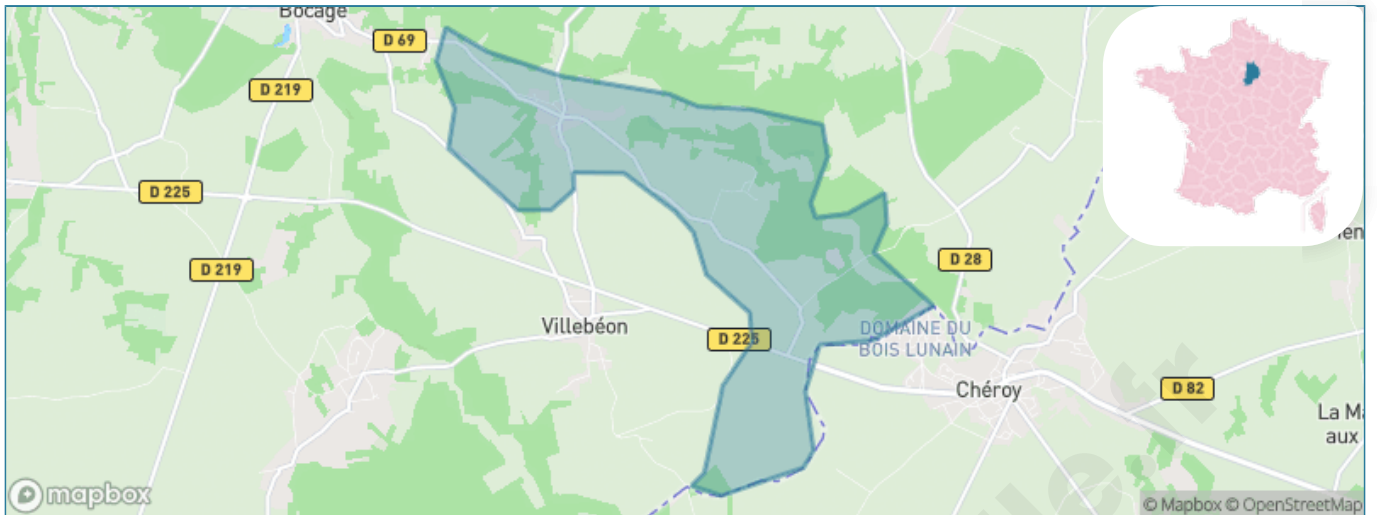 Bocage
D 69
D 219
D 225
D 219
D 28
Villebéon
D 225
DOMAINE DU
BOIS LUNAIN
Chéroy
D 82
La Ma
aux
mapbox
© Mapbox © OpenStreetMap